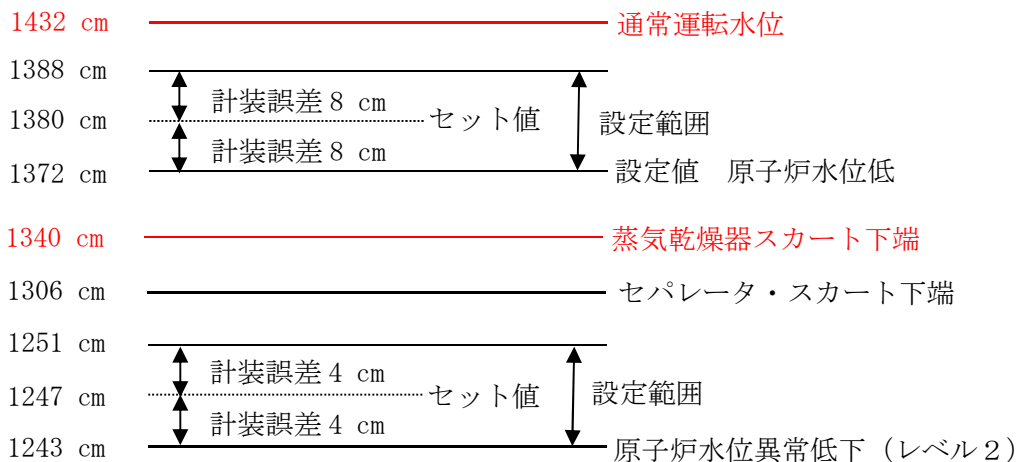 1432 cm 通常運転水位
1388 cm
計装誤差8 cm
1380 cm セット値 設定範囲
計装誤差8 cm
1372 cm 設定値 原子炉水位低
1340 cm 蒸気乾燥器スカート下端
1306 cm セパレータ・スカート下端
1251 cm
計装誤差4 cm
1247 cm セット値 設定範囲
計装誤差4 cm
1243 cm 原子炉水位異常低下（レベル2）